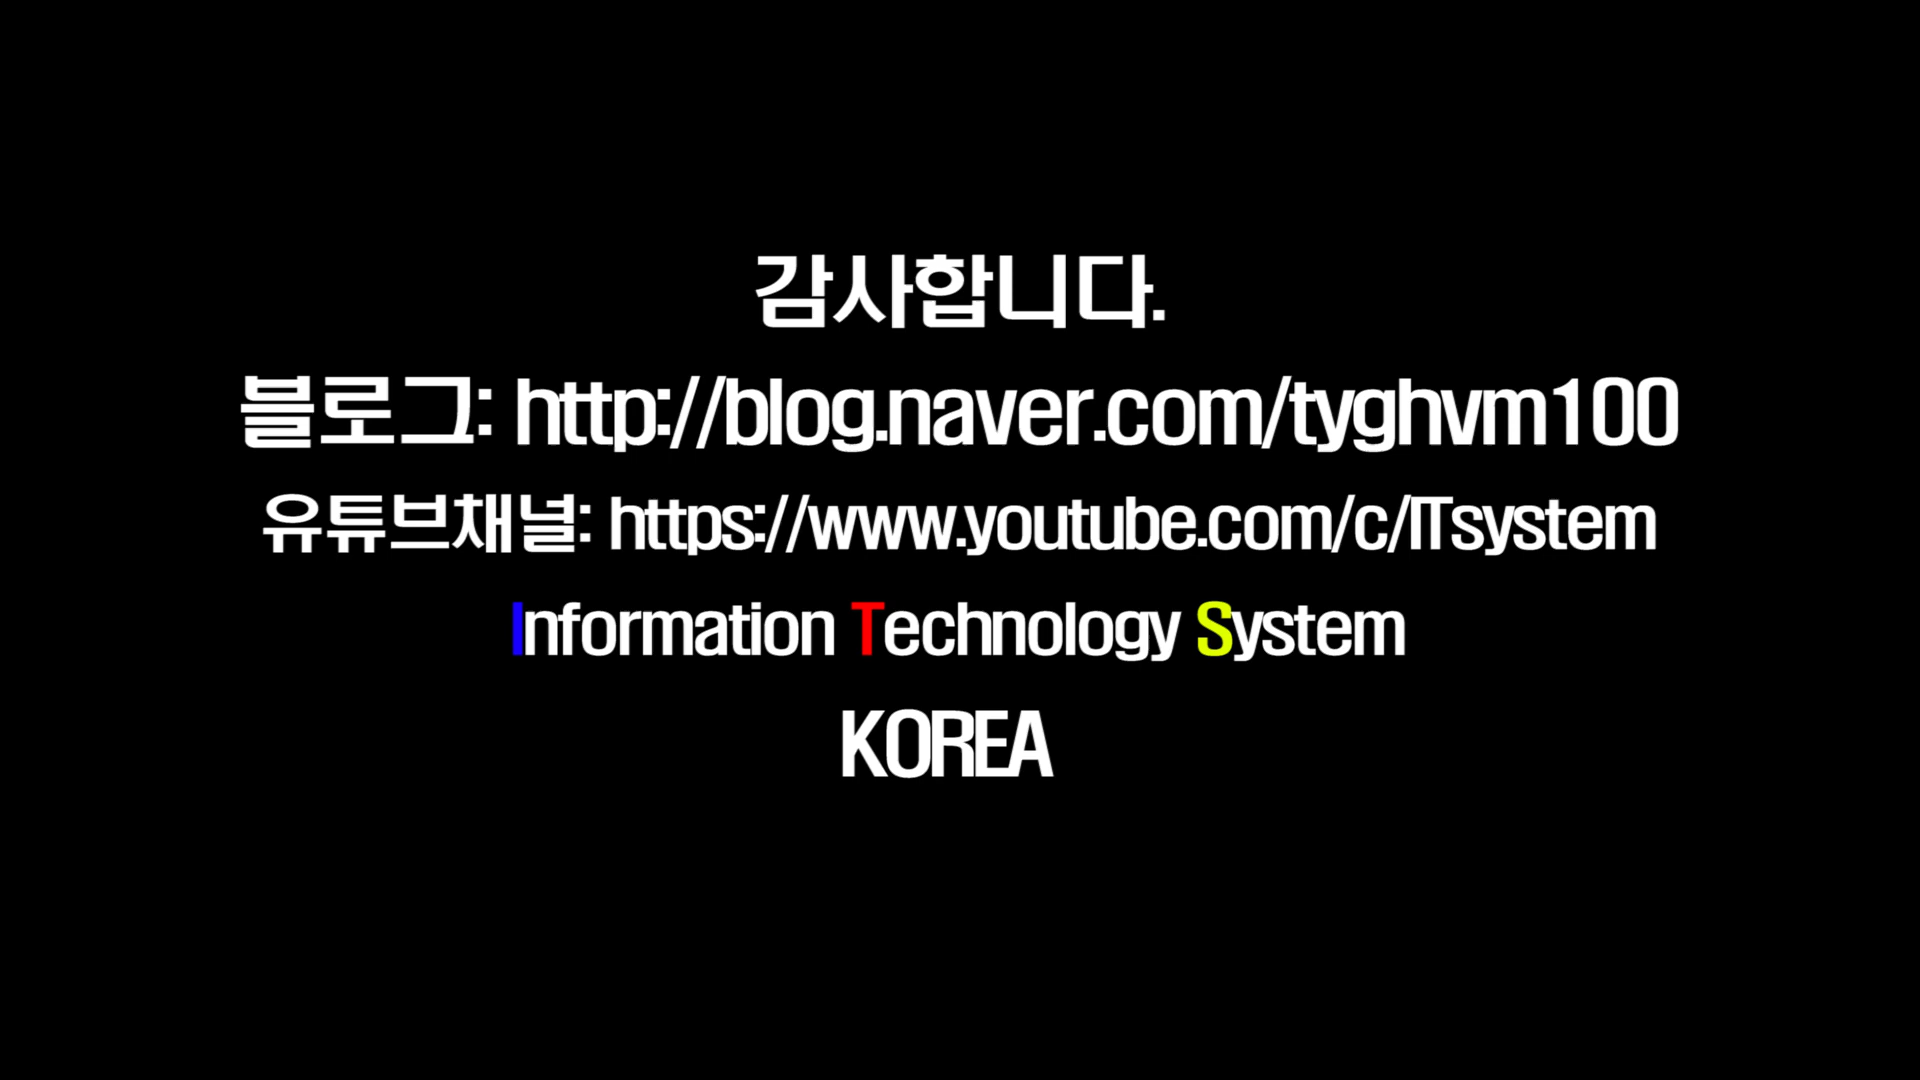 감사합니다.
블로그: http://blog.naver.com/tyghvm100
유튜브채널: https://www.youtube.com/c/ITsystem
Information Technology System
KOREA